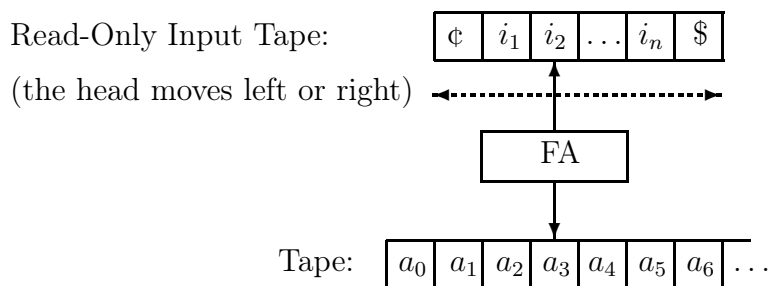 Read-Only Input Tape: ¢ i₁ i₂ … iₙ $
(the head moves left or right)
FA
Tape: a₀ a₁ a₂ a₃ a₄ a₅ a₆ …